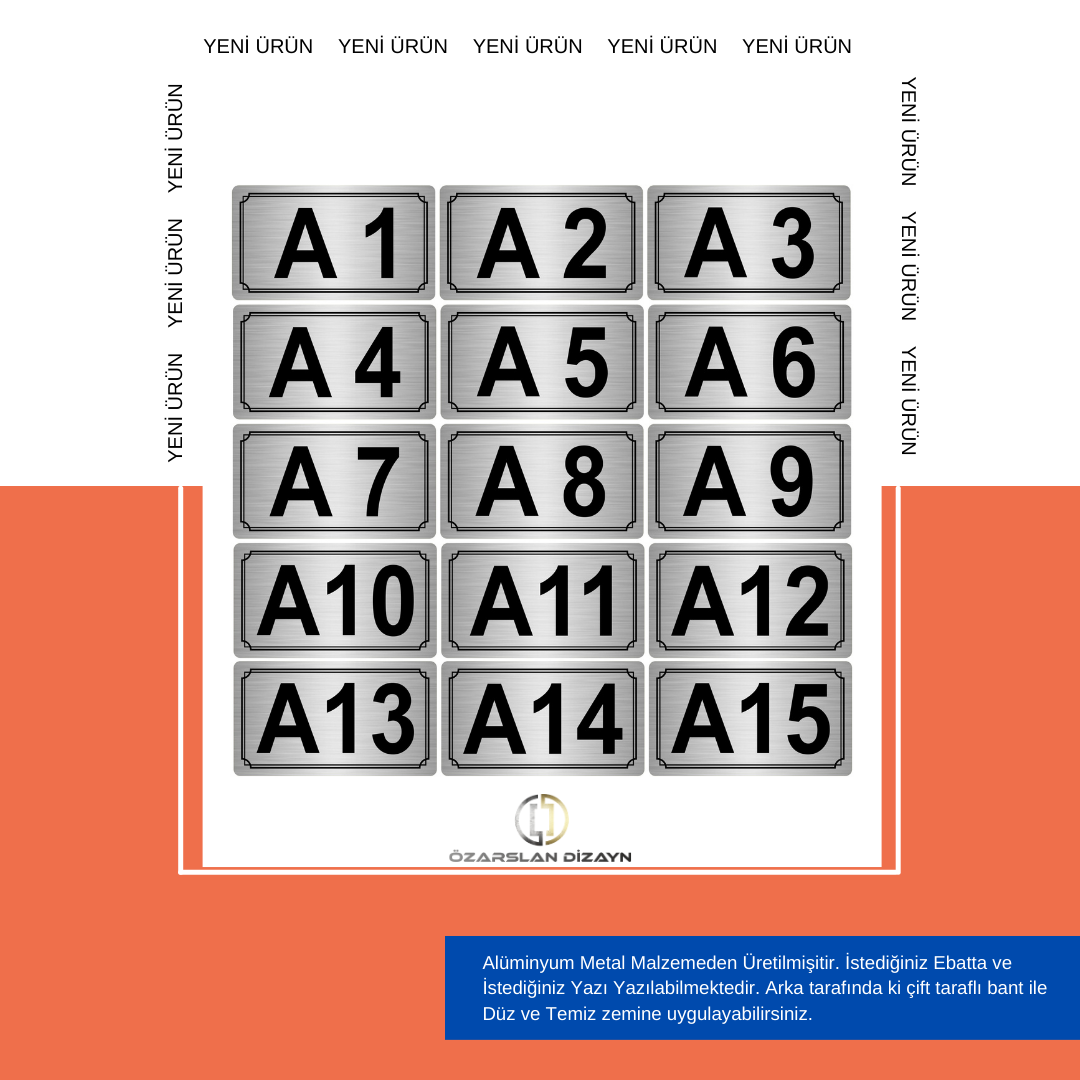 YENİ ÜRÜN YENİ ÜRÜN YENİ ÜRÜN YENİ ÜRÜN YENİ ÜRÜN
YENİ ÜRÜN YENİ ÜRÜN YENİ ÜRÜN
YENİ ÜRÜN YENİ ÜRÜN YENİ ÜRÜN
A 1 A 2 A 3
A 4 A 5 A 6
A 7 A 8 A 9
A10 A11 A12
A13 A14 A15
ÖZARSLAN DİZAYN
Alüminyum Metal Malzemeden Üretilmişitir. İstediğiniz Ebatta ve
İstediğiniz Yazı Yazılabilmektedir. Arka tarafında ki çift taraflı bant ile
Düz ve Temiz zemine uygulayabilirsiniz.